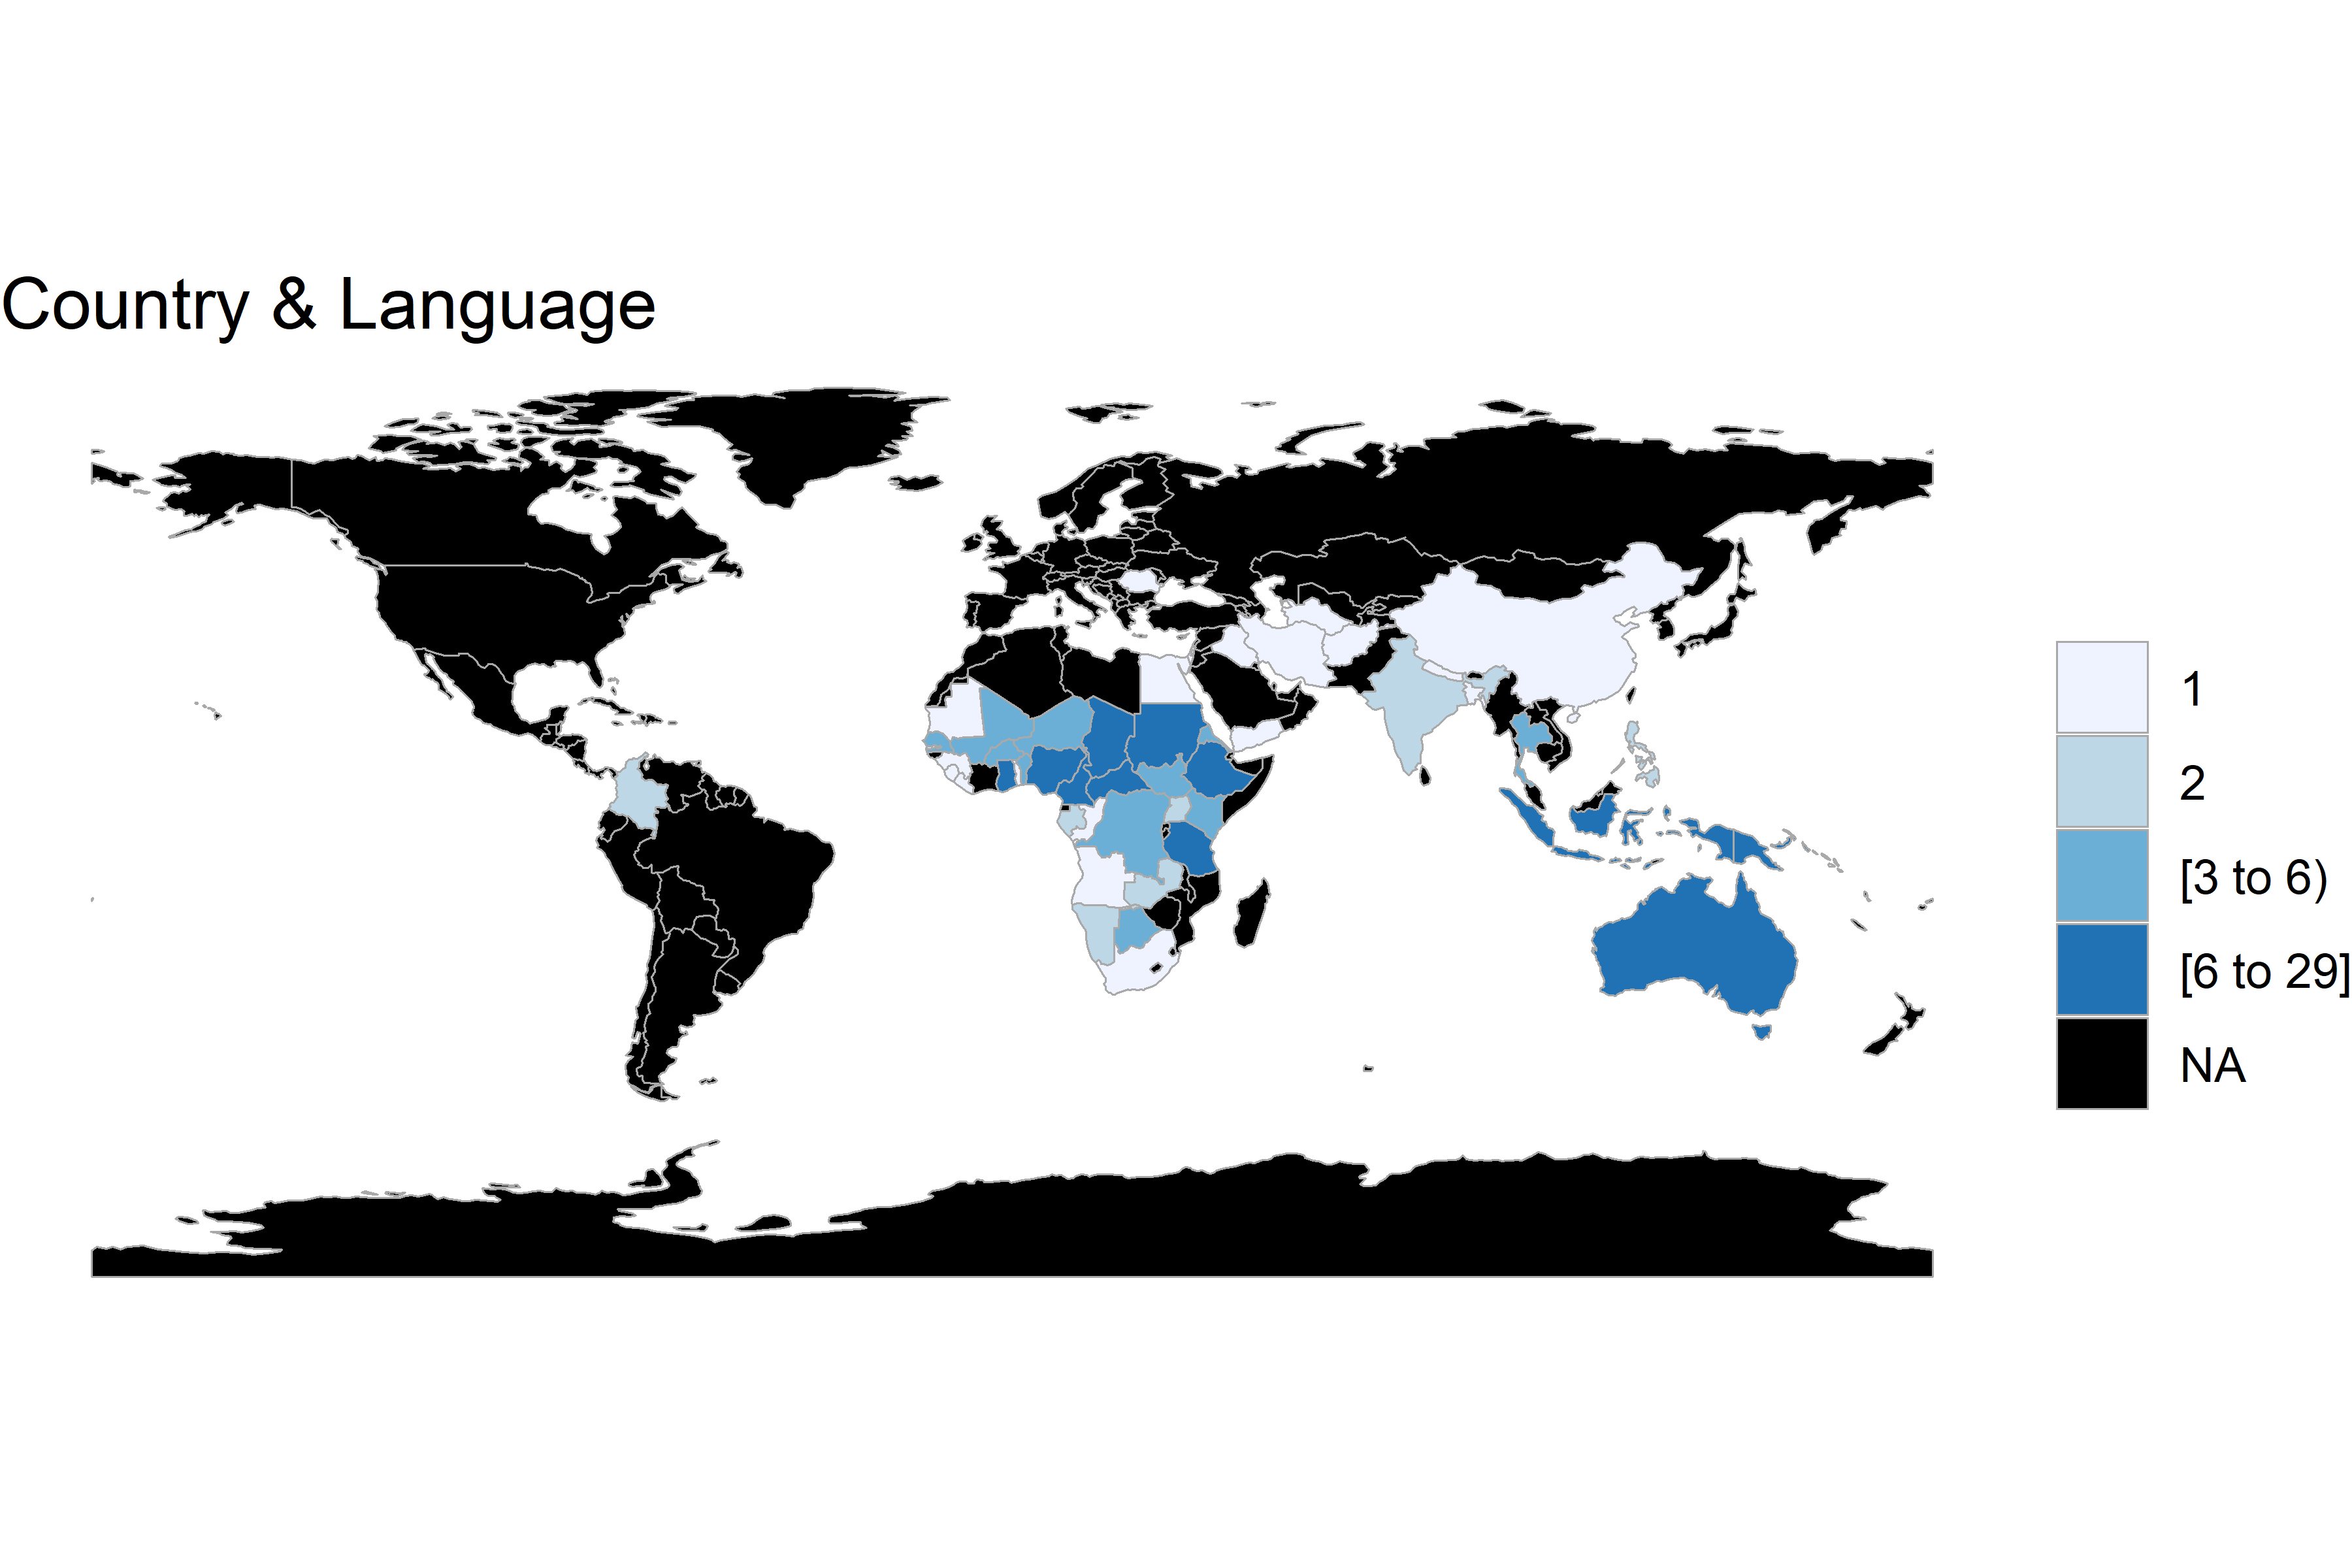 Country & Language
1
2
[3 to 6)
[6 to 29]
NA